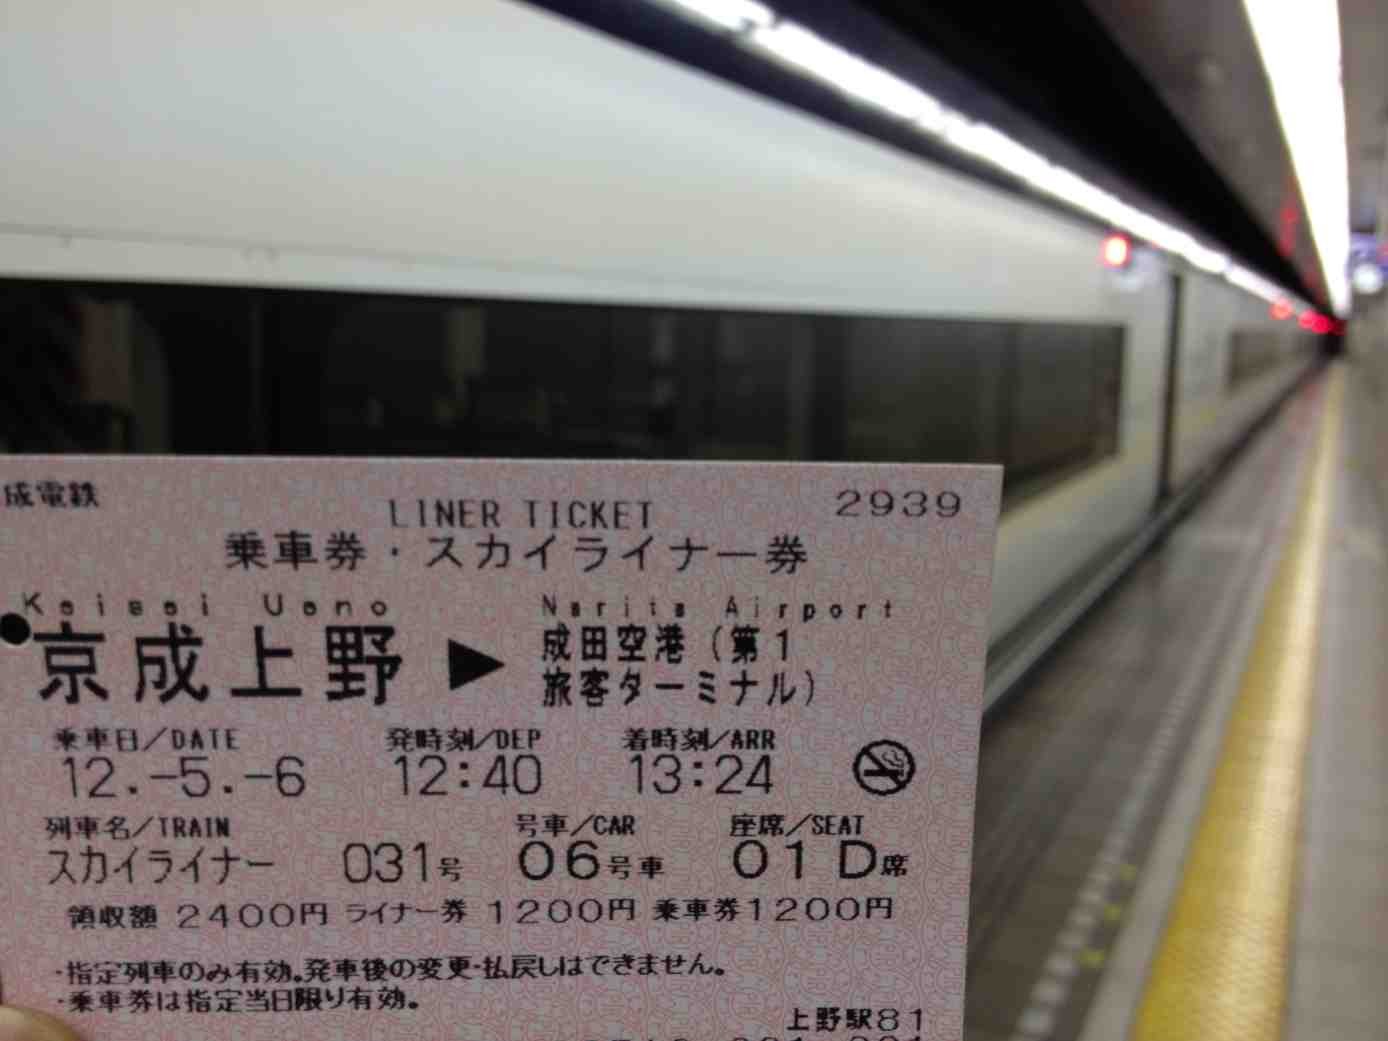 成電鉄
LINER TICKET
2939
乗車券・スカイライナー券
Keisei Ueno
Narita Airport
京成上野 ▶ 成田空港(第1
旅客ターミナル)
乗車日/DATE 発時刻/DEP 着時刻/ARR
12.-5.-6 12:40 13:24
列車名/TRAIN 号車/CAR 座席/SEAT
スカイライナー 031号 06号車 01D席
領収額 2400円 ライナー券 1200円 乗車券1200円
・指定列車のみ有効。発車後の変更・払戻しはできません。
・乗車券は指定当日限り有効。
上野駅81